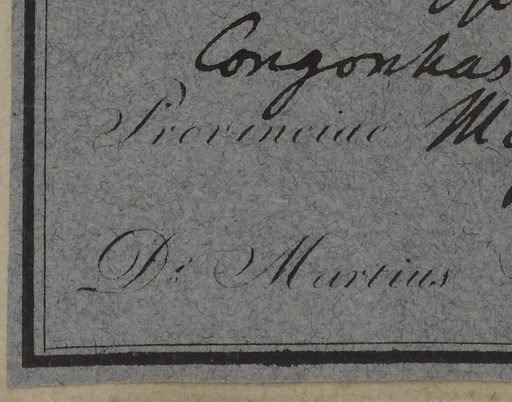 Congonhas
Provinciae
Dr. Martius